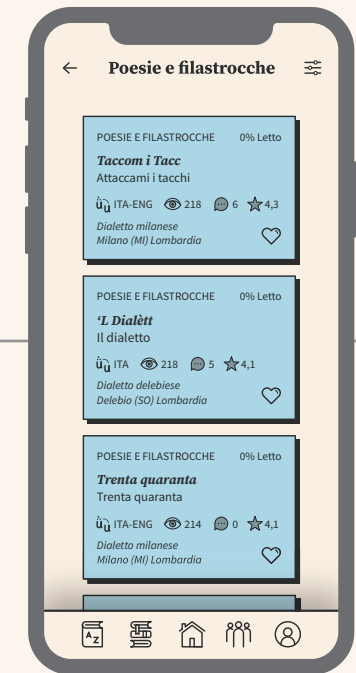 Poesie e filastrocche
POESIE E FILASTROCCHE 0% Letto
Taccom i Tacc
Attaccami i tacchi
ITA-ENG 218 6 4,3
Dialetto milanese
Milano (MI) Lombardia
POESIE E FILASTROCCHE 0% Letto
‘L Dialètt
Il dialetto
ITA 218 5 4,1
Dialetto delebiese
Delebio (SO) Lombardia
POESIE E FILASTROCCHE 0% Letto
Trenta quaranta
Trenta quaranta
ITA-ENG 214 0 4,1
Dialetto milanese
Milano (MI) Lombardia
A Z